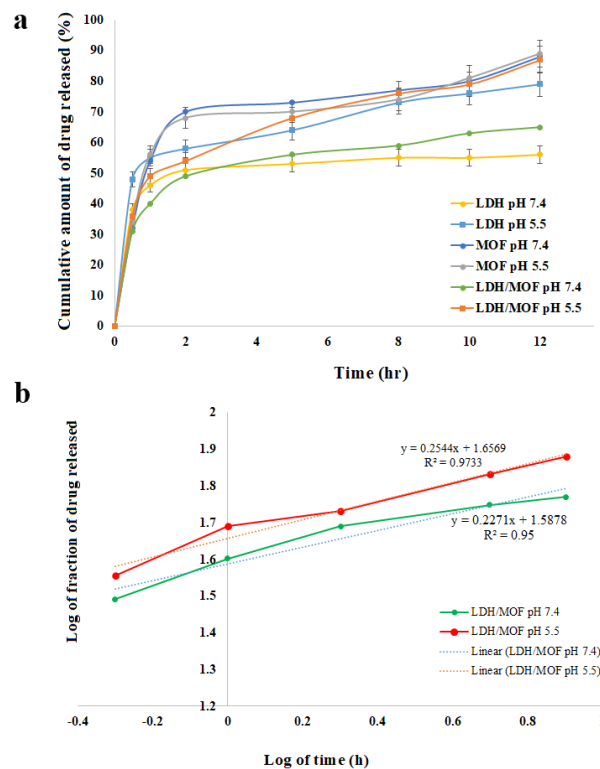 a
Cumulative amount of drug released (%)
100
90
80
70
60
50
40
30
20
10
0
0
2
4
6
8
10
12
Time (hr)
LDH pH 7.4
LDH pH 5.5
MOF pH 7.4
MOF pH 5.5
LDH/MOF pH 7.4
LDH/MOF pH 5.5
b
Log of fraction of drug released
2
1.9
1.8
1.7
1.6
1.5
1.4
1.3
1.2
y = 0.2544x + 1.6569
R² = 0.9733
y = 0.2271x + 1.5878
R² = 0.95
LDH/MOF pH 7.4
LDH/MOF pH 5.5
Linear (LDH/MOF pH 7.4)
Linear (LDH/MOF pH 5.5)
-0.4
-0.2
0
0.2
0.4
0.6
0.8
Log of time (h)